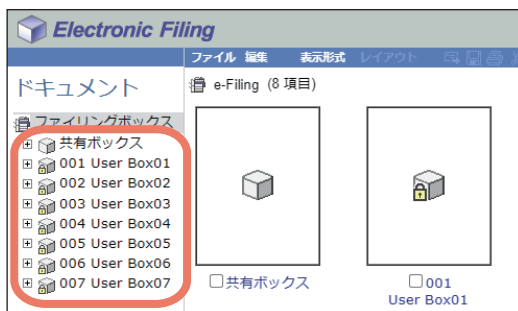 Electronic Filing
ファイル 編集 表示形式 レイアウト
ドキュメント
e-Filing (8 項目)
ファイリングボックス
共有ボックス
001 User Box01
002 User Box02
003 User Box03
004 User Box04
005 User Box05
006 User Box06
007 User Box07
共有ボックス
001
User Box01